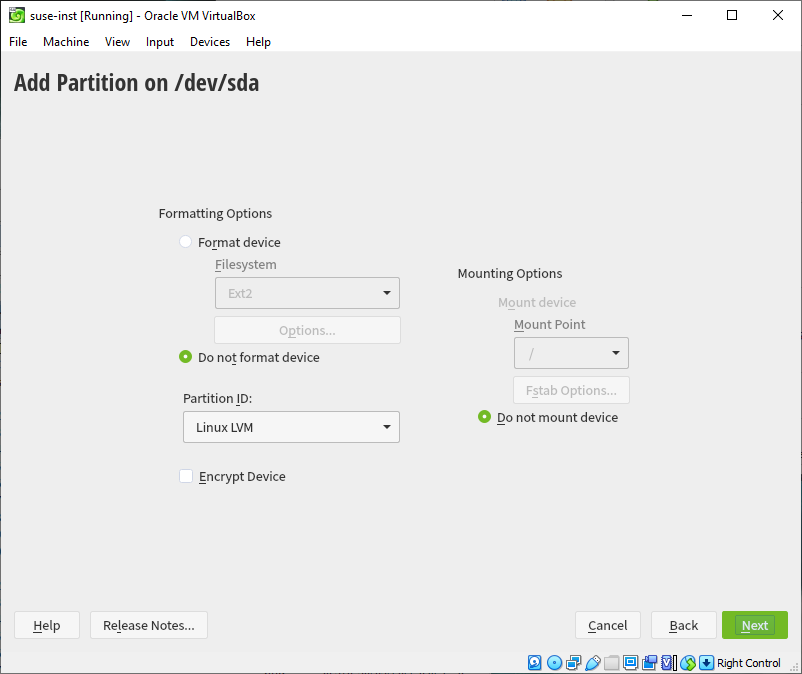 suse-inst [Running] - Oracle VM VirtualBox
File Machine View Input Devices Help
Add Partition on /dev/sda
Formatting Options
Format device
Filesystem
Ext2
Options...
Do not format device
Partition ID:
Linux LVM
Encrypt Device
Mounting Options
Mount device
Mount Point
/
Fstab Options...
Do not mount device
Help Release Notes... Cancel Back Next
Right Control